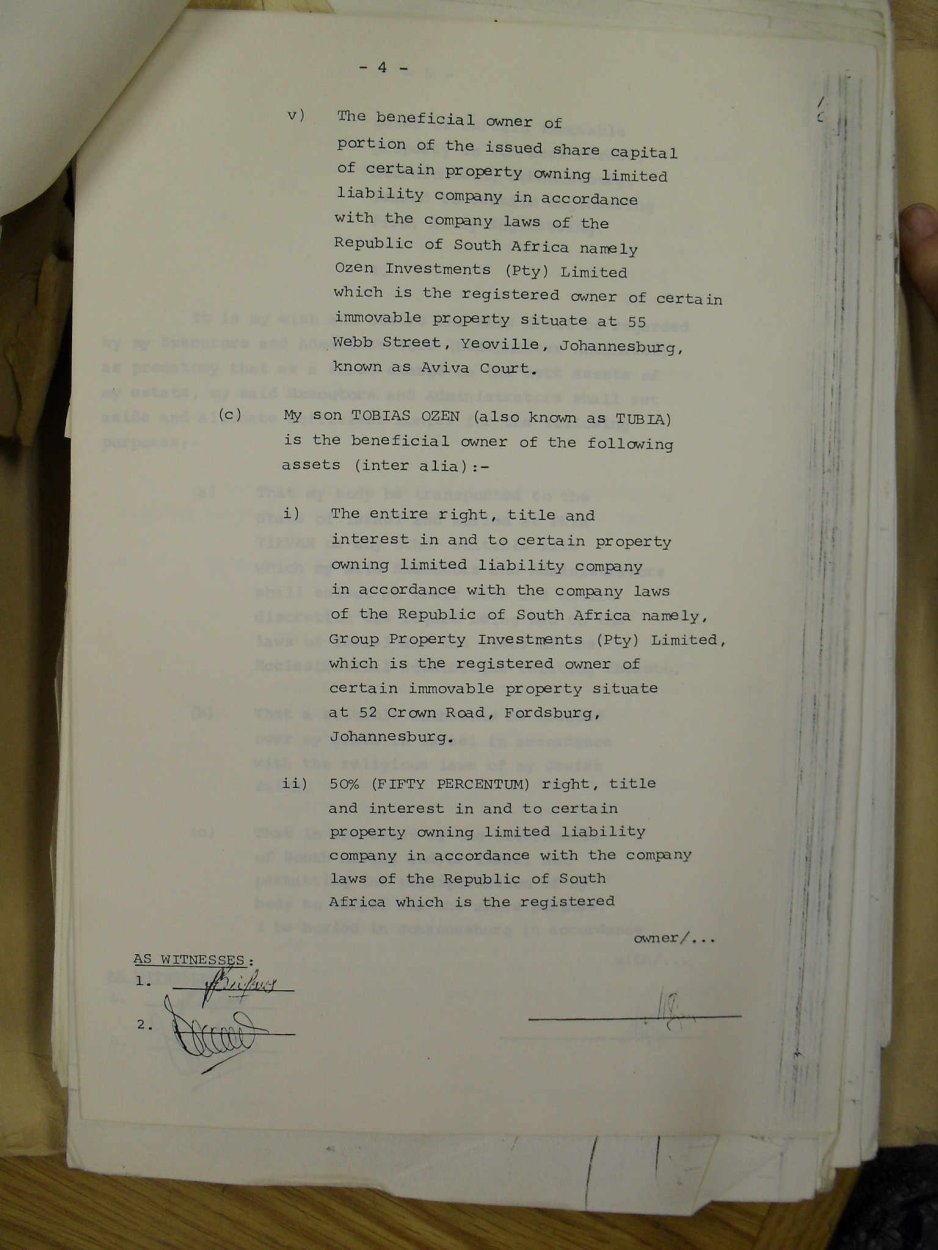 - 4 -
v) The beneficial owner of
portion of the issued share capital
of certain property owning limited
liability company in accordance
with the company laws of the
Republic of South Africa namely
Ozen Investments (Pty) Limited
which is the registered owner of certain
immovable property situate at 55
Webb Street, Yeoville, Johannesburg,
known as Aviva Court.
(c) My son TOBIAS OZEN (also known as TUBIA)
is the beneficial owner of the following
assets (inter alia):-
i) The entire right, title and
interest in and to certain property
owning limited liability company
in accordance with the company laws
of the Republic of South Africa namely,
Group Property Investments (Pty) Limited,
which is the registered owner of
certain immovable property situate
at 52 Crown Road, Fordsburg,
Johannesburg.
ii) 50% (FIFTY PERCENTUM) right, title
and interest in and to certain
property owning limited liability
company in accordance with the company
laws of the Republic of South
Africa which is the registered
owner/...
AS WITNESSES:
1.
2.